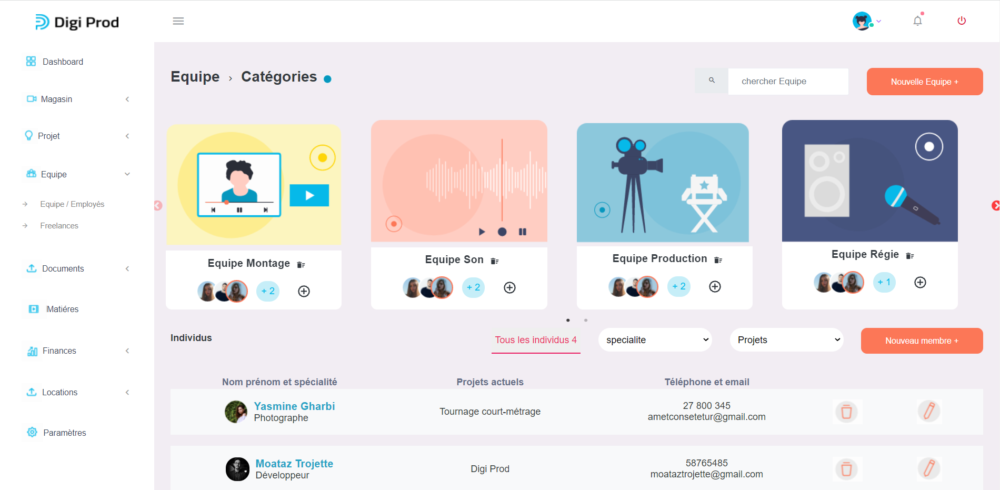 Digi Prod
Dashboard
Magasin
Projet
Equipe
Equipe / Employés
Freelances
Documents
Matiéres
Finances
Locations
Paramètres
Equipe › Catégories
chercher Equipe
Nouvelle Equipe +
Equipe Montage
+ 2
Equipe Son
+ 2
Equipe Production
+ 2
Equipe Régie
+ 1
Individus
Tous les individus 4
specialite
Projets
Nouveau membre +
Nom prénom et spécialité
Projets actuels
Téléphone et email
Yasmine Gharbi
Photographe
Tournage court-métrage
27 800 345
ametconsetetur@gmail.com
Moataz Trojette
Développeur
Digi Prod
58765485
moataztrojette@gmail.com